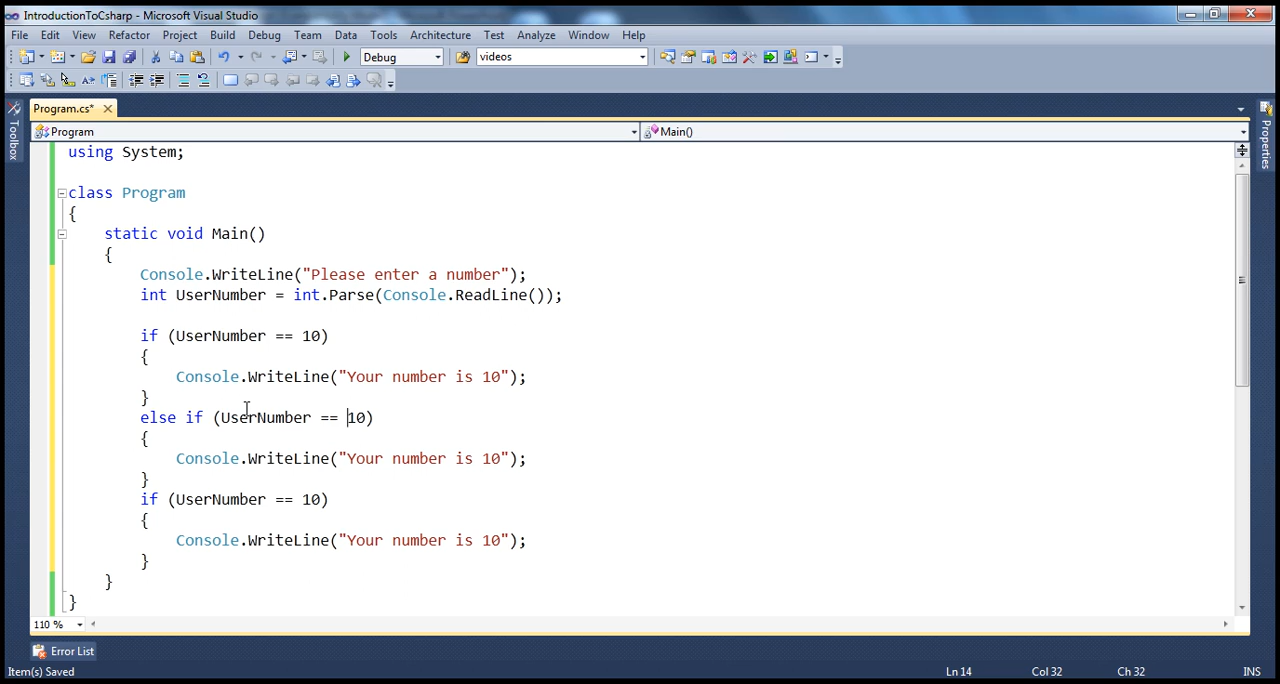 IntroductionToCsharp - Microsoft Visual Studio
File Edit View Refactor Project Build Debug Team Data Tools Architecture Test Analyze Window Help
Debug videos
Program.cs* ×
Program Main()
Toolbox
Properties
using System;
class Program
{
static void Main()
{
Console.WriteLine("Please enter a number");
int UserNumber = int.Parse(Console.ReadLine());
if (UserNumber == 10)
{
Console.WriteLine("Your number is 10");
}
else if (UserNumber == 10)
{
Console.WriteLine("Your number is 10");
}
if (UserNumber == 10)
{
Console.WriteLine("Your number is 10");
}
}
}
110 %
Error List
Item(s) Saved Ln 14 Col 32 Ch 32 INS